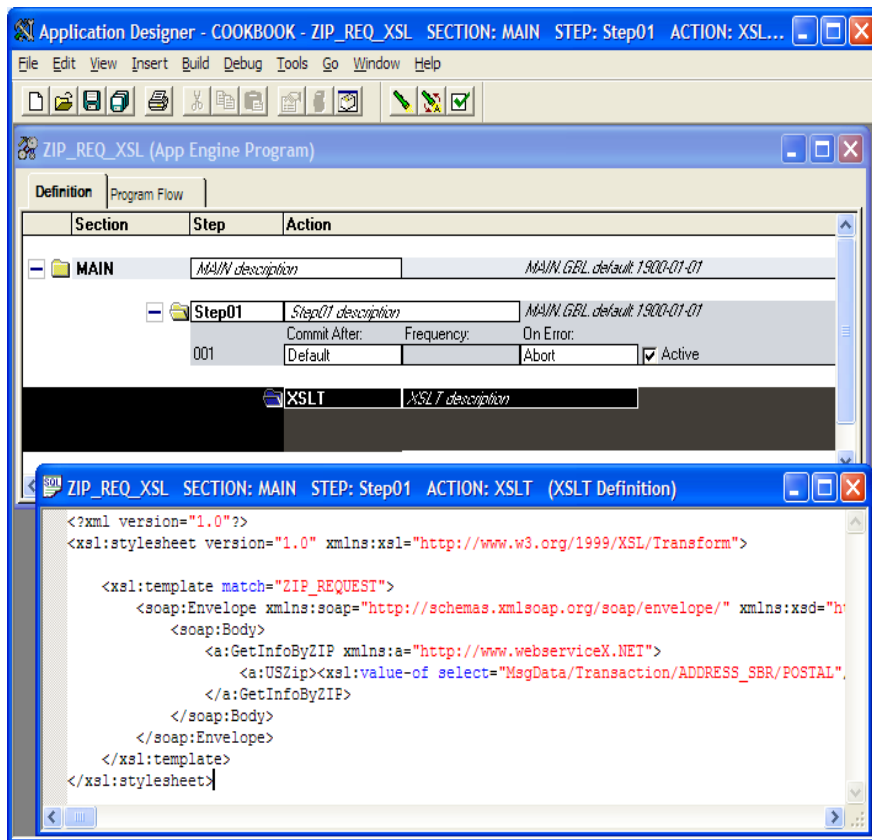 Application Designer - COOKBOOK - ZIP_REQ_XSL SECTION: MAIN STEP: Step01 ACTION: XSL...
File Edit View Insert Build Debug Tools Go Window Help
ZIP_REQ_XSL (App Engine Program)
Definition Program Flow
Section Step Action
MAIN MAIN description MAIN.GBL.default.1900-01-01
Step01 Step01 description MAIN.GBL.default.1900-01-01
Commit After: Frequency: On Error:
001 Default Abort Active
XSLT XSLT description
SQL ZIP_REQ_XSL SECTION: MAIN STEP: Step01 ACTION: XSLT (XSLT Definition)
<?xml version="1.0"?>
<xsl:stylesheet version="1.0" xmlns:xsl="http://www.w3.org/1999/XSL/Transform">
<xsl:template match="ZIP_REQUEST">
<soap:Envelope xmlns:soap="http://schemas.xmlsoap.org/soap/envelope/" xmlns:xsd="ht
<soap:Body>
<a:GetInfoByZIP xmlns:a="http://www.webserviceX.NET">
<a:USZip><xsl:value-of select="MsgData/Transaction/ADDRESS_SBR/POSTAL"/
</a:GetInfoByZIP>
</soap:Body>
</soap:Envelope>
</xsl:template>
</xsl:stylesheet>